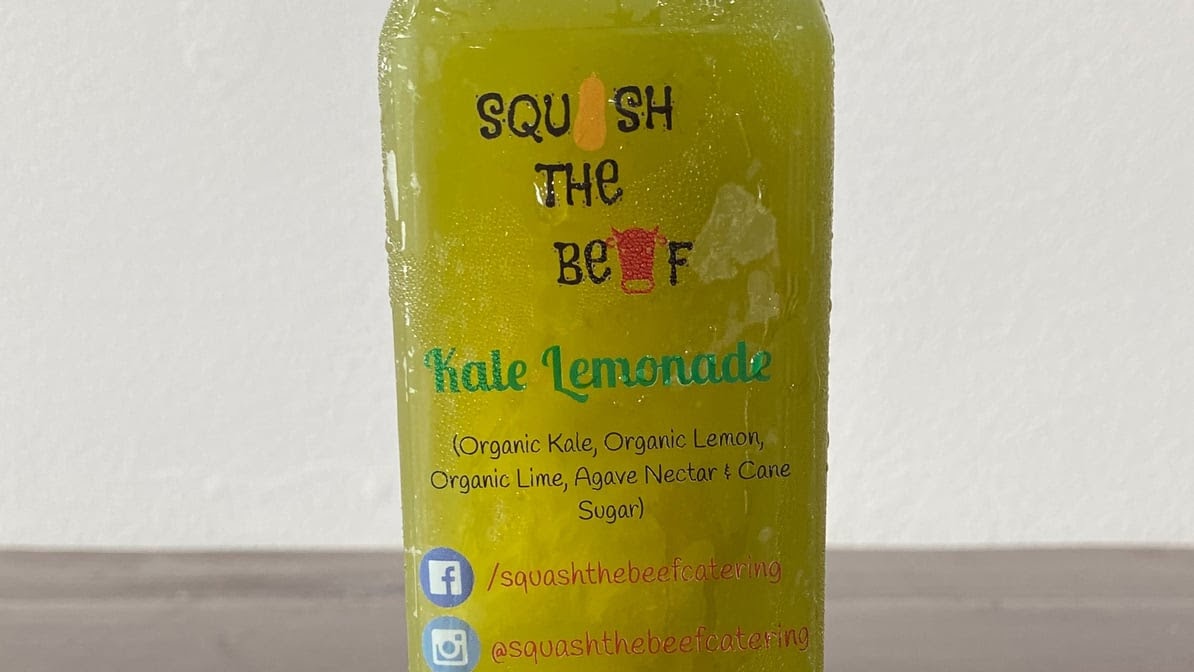 SQUASH
THE
BEEF
Kale Lemonade
(Organic Kale, Organic Lemon,
Organic Lime, Agave Nectar & Cane
Sugar)
/squashthebeefcatering
@squashthebeefcatering